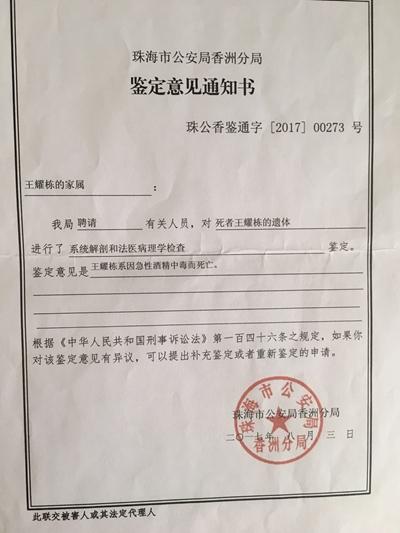 珠海市公安局香洲分局
鉴定意见通知书
珠公香鉴通字 [2017] 00273 号
王耀栋的家属 :
我局 聘请 有关人员，对 死者王耀栋的遗体
进行了 系统解剖和法医病理学检查 鉴定。
鉴定意见是 王耀栋系因急性酒精中毒而死亡。
根据《中华人民共和国刑事诉讼法》第一百四十六条之规定，如果你
对该鉴定意见有异议，可以提出补充鉴定或者重新鉴定的申请。
珠海市公安局香洲分局
二〇一七年 八 月 三 日
珠海市公安局
香洲分局
此联交被害人或其法定代理人